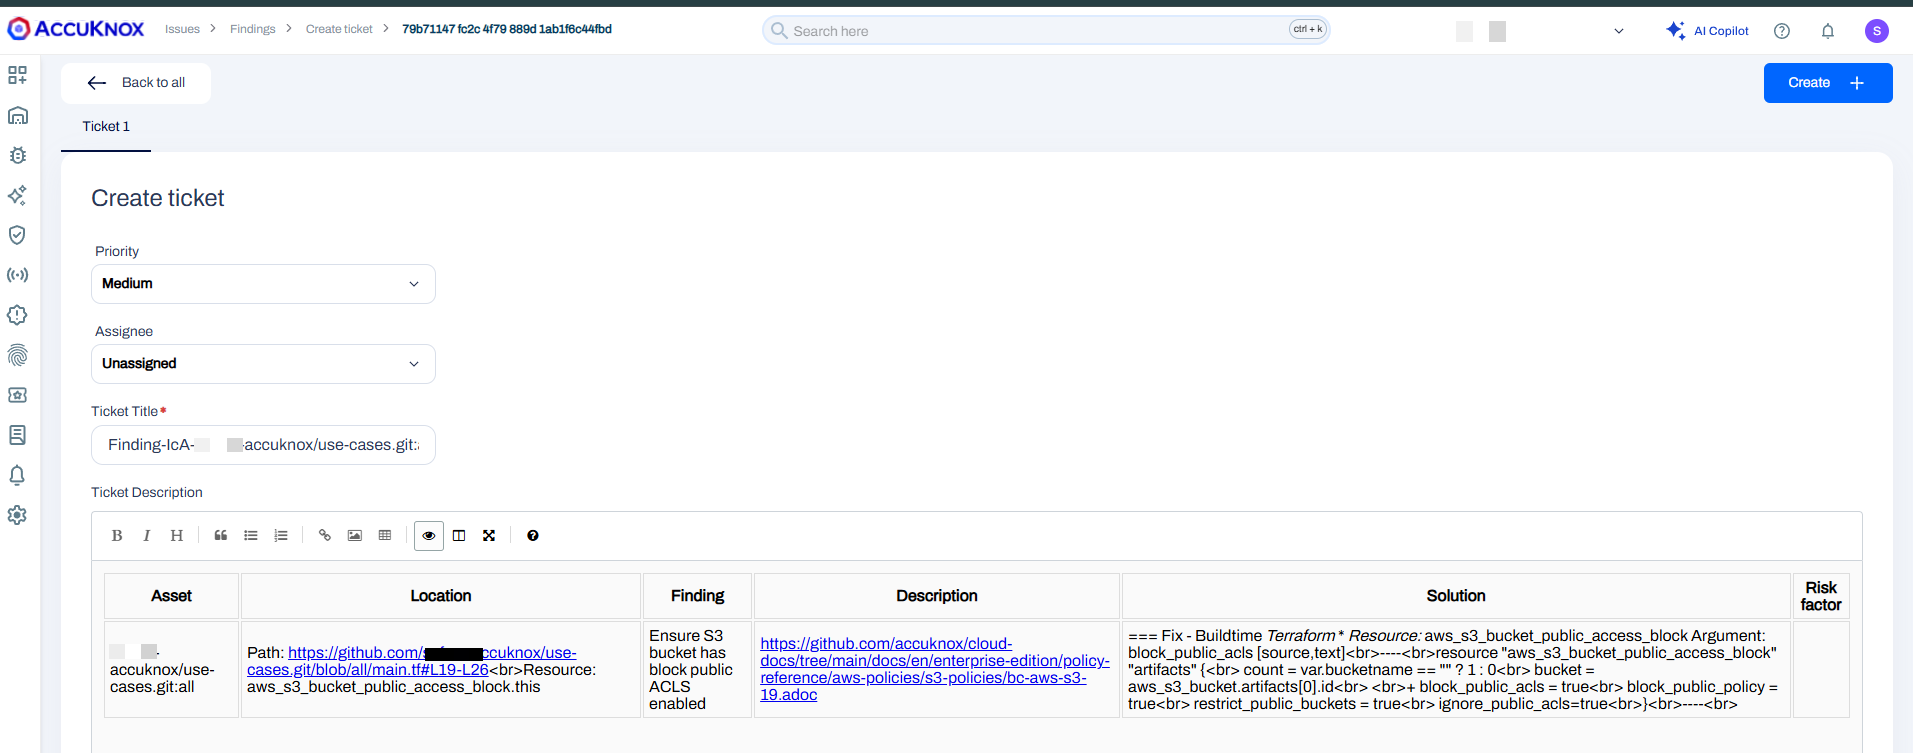 ACCUKNOX Issues > Findings > Create ticket > 79b71147 fc2c 4f79 889d 1ab1f6c44fbd Search here ctrl + k AI Copilot S
Back to all Create +
Ticket 1
Create ticket
Priority
Medium
Assignee
Unassigned
Ticket Title*
Finding-IcA- -accuknox/use-cases.git:
Ticket Description
B I H
Asset Location Finding Description Solution Risk factor
-
accuknox/use-
cases.git:all
Path: https://github.com/ ccuknox/use-
cases.git/blob/all/main.tf#L19-L26<br>Resource:
aws_s3_bucket_public_access_block.this
Ensure S3
bucket has
block public
ACLS
enabled
https://github.com/accuknox/cloud-
docs/tree/main/docs/en/enterprise-edition/policy-
reference/aws-policies/s3-policies/bc-aws-s3-
19.adoc
=== Fix - Buildtime Terraform * Resource: aws_s3_bucket_public_access_block Argument:
block_public_acls [source,text]<br>----<br>resource "aws_s3_bucket_public_access_block"
"artifacts" {<br> count = var.bucketname == "" ? 1 : 0<br> bucket =
aws_s3_bucket.artifacts[0].id<br> <br>+ block_public_acls = true<br> block_public_policy =
true<br> restrict_public_buckets = true<br> ignore_public_acls=true<br>}<br>----<br>